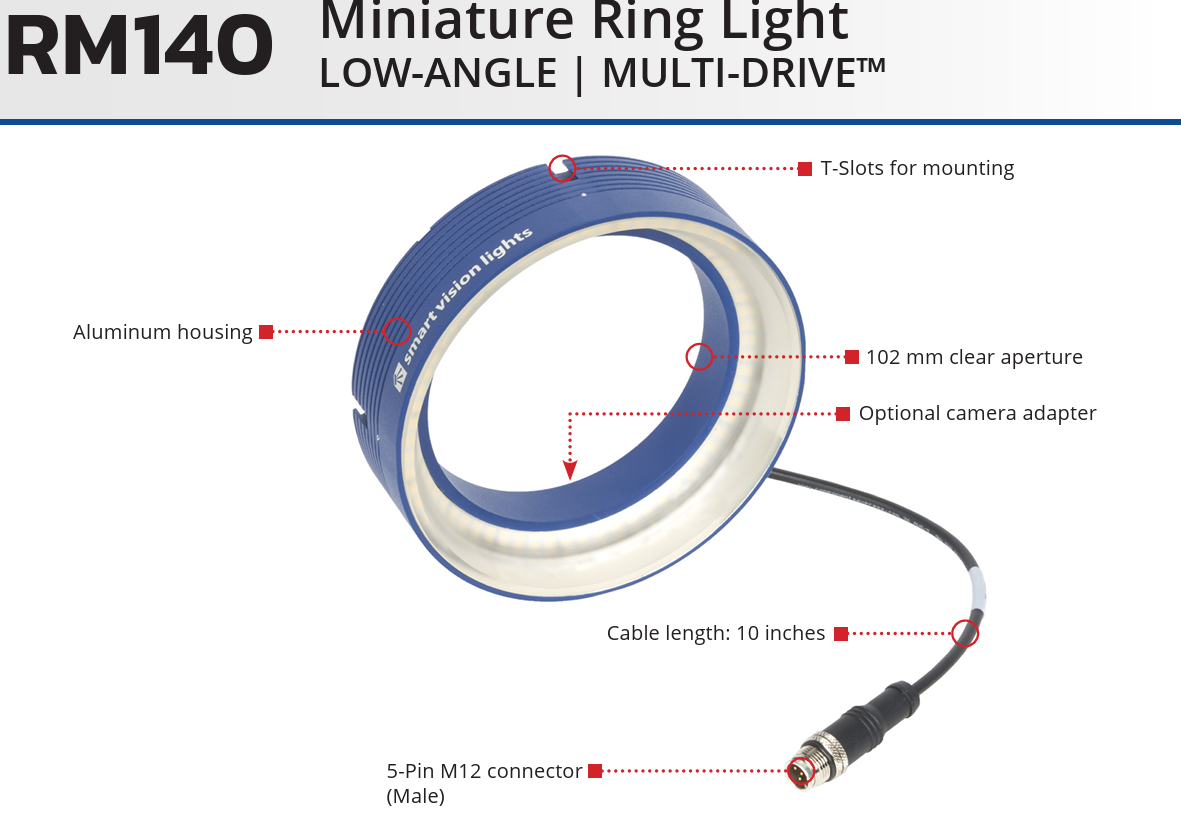 RM140
Miniature Ring Light
LOW-ANGLE | MULTI-DRIVE™
T-Slots for mounting
smart vision lights
Aluminum housing
102 mm clear aperture
Optional camera adapter
Cable length: 10 inches
5-Pin M12 connector
(Male)